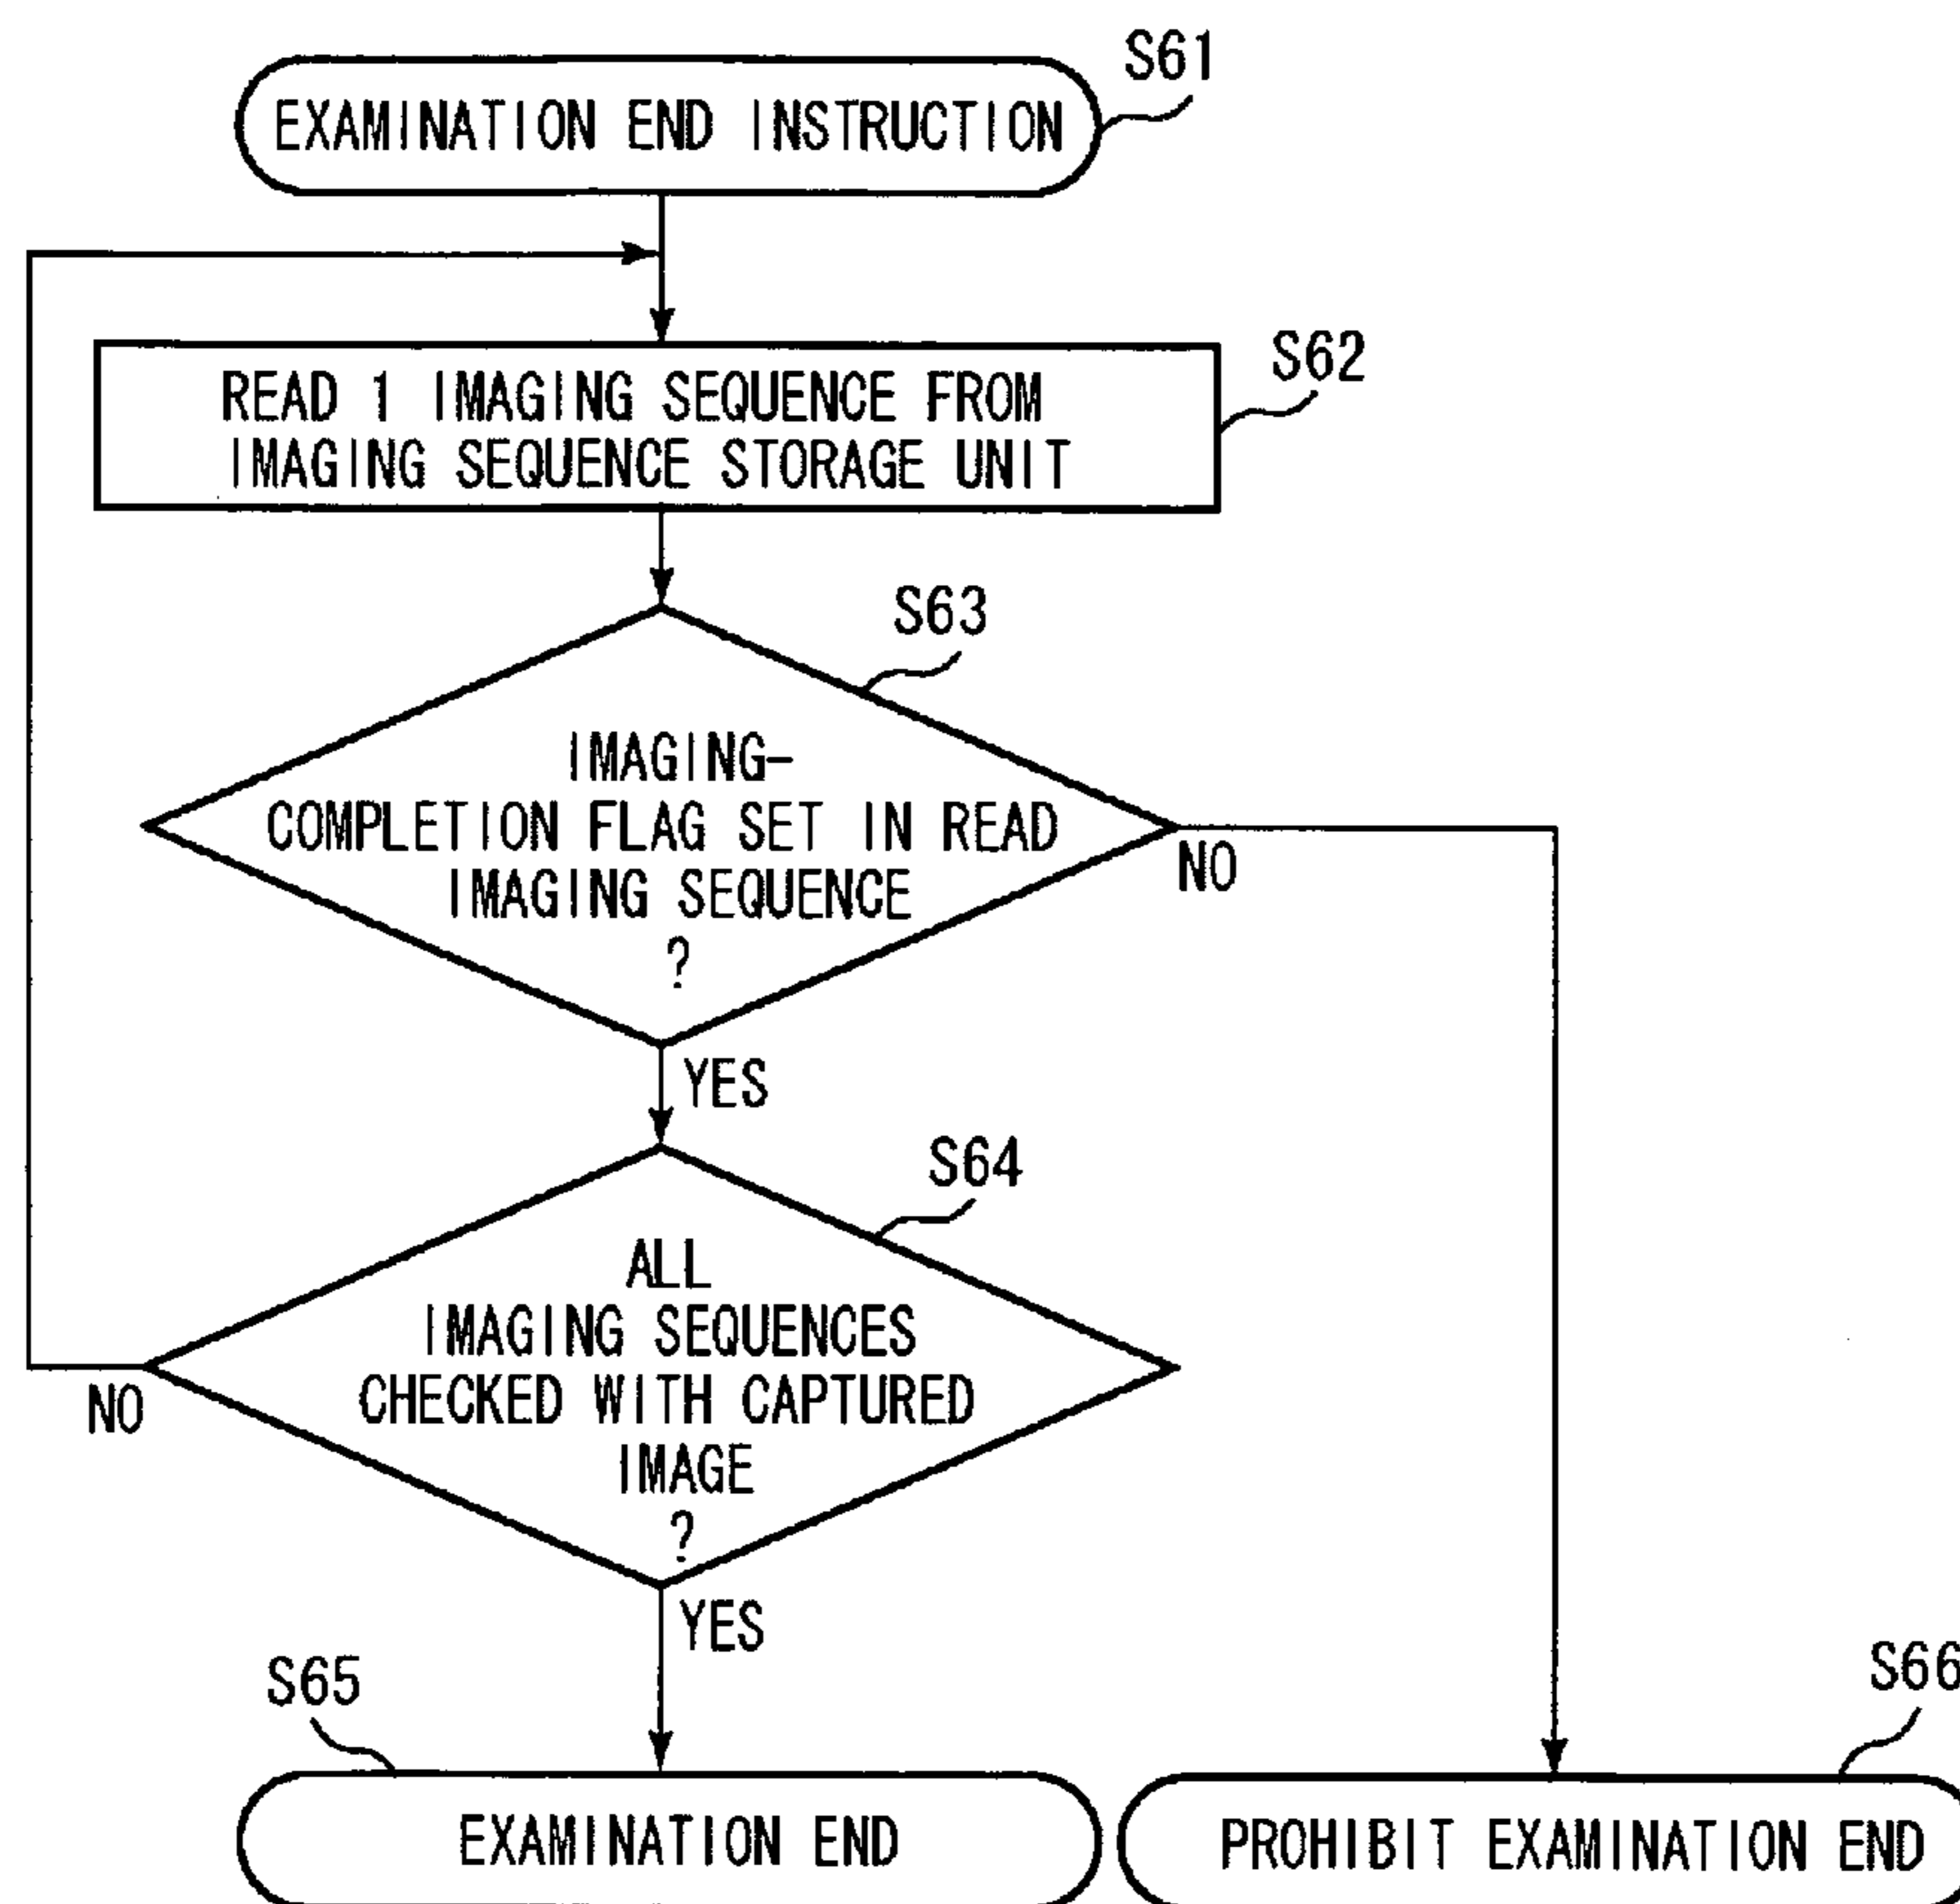 S61
EXAMINATION END INSTRUCTION
S62
READ 1 IMAGING SEQUENCE FROM
IMAGING SEQUENCE STORAGE UNIT
S63
IMAGING-
COMPLETION FLAG SET IN READ
IMAGING SEQUENCE
?
NO
YES
S64
ALL
IMAGING SEQUENCES
CHECKED WITH CAPTURED
IMAGE
?
NO
YES
S65
EXAMINATION END
S66
PROHIBIT EXAMINATION END